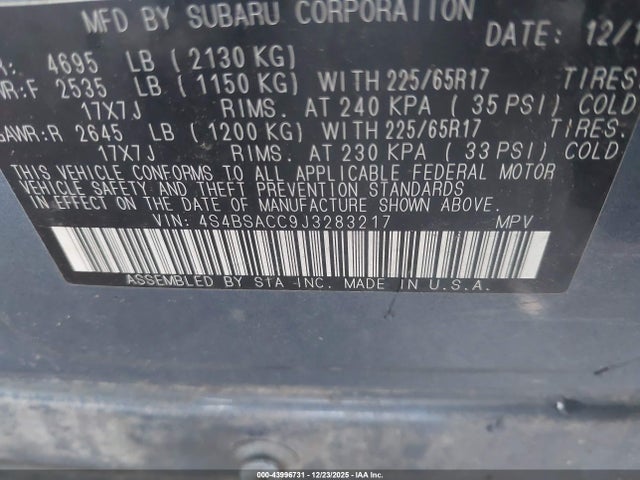 MFD BY SUBARU CORPORATION DATE: 12/1
4695 LB (2130 KG)
WR:F 2535 LB (1150 KG) WITH 225/65R17 TIRES
17X7J RIMS. AT 240 KPA (35 PSI) COLD
GAWR:R 2645 LB (1200 KG) WITH 225/65R17 TIRES.
17X7J RIMS. AT 230 KPA (33 PSI) COLD
THIS VEHICLE CONFORMS TO ALL APPLICABLE FEDERAL MOTOR
VEHICLE SAFETY AND THEFT PREVENTION STANDARDS
IN EFFECT ON THE DATE OF MANUFACTURE SHOWN ABOVE.
VIN: 4S4BSACC9J3283217 MPV
ASSEMBLED BY SIA INC. MADE IN U.S.A.
000-43996731 - 12/23/2025 - IAAI.CA